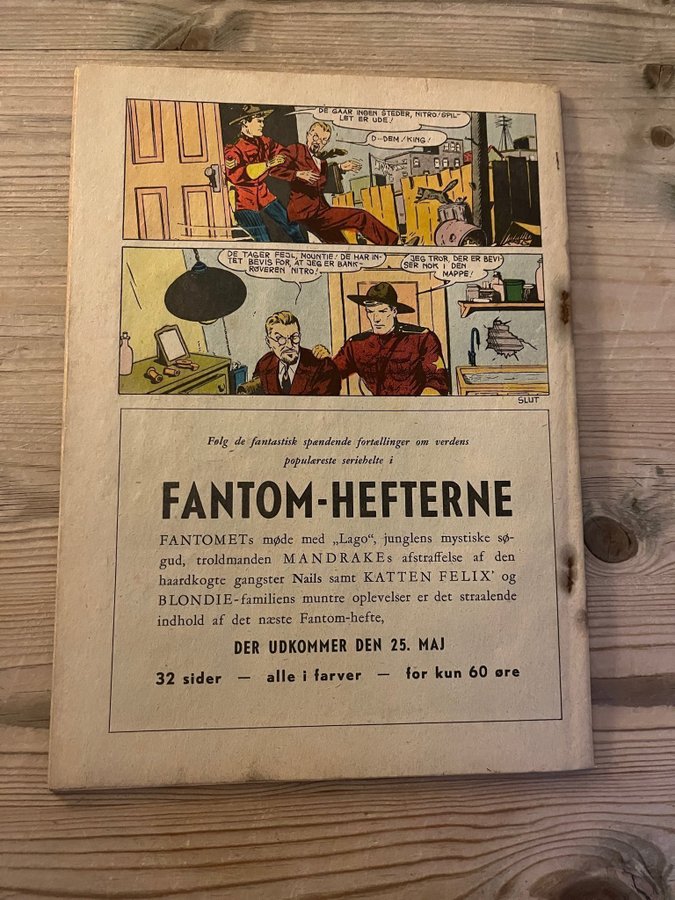 DE GAAR INGEN STEDER, NITRO! SPIL-
LET ER UDE!
D--DEM! KING!
DE TAGER FEJL, MOUNTIE! DE HAR IN-
TET BEVIS FOR, AT JEG ER BANK-
RØVEREN NITRO!
JEG TROR, DER ER BEVI-
SER NOK I DEN
MAPPE!
SLUT
Følg de fantastisk spændende fortællinger om verdens
populæreste seriehelte i
FANTOM-HEFTERNE
FANTOMETs møde med „Lago“, junglens mystiske sø-
gud, troldmanden MANDRAKEs afstraffelse af den
haardkogte gangster Nails samt KATTEN FELIX' og
BLONDIE-familiens muntre oplevelser er det straalende
indhold af det næste Fantom-hefte,
DER UDKOMMER DEN 25. MAJ
32 sider — alle i farver — for kun 60 øre